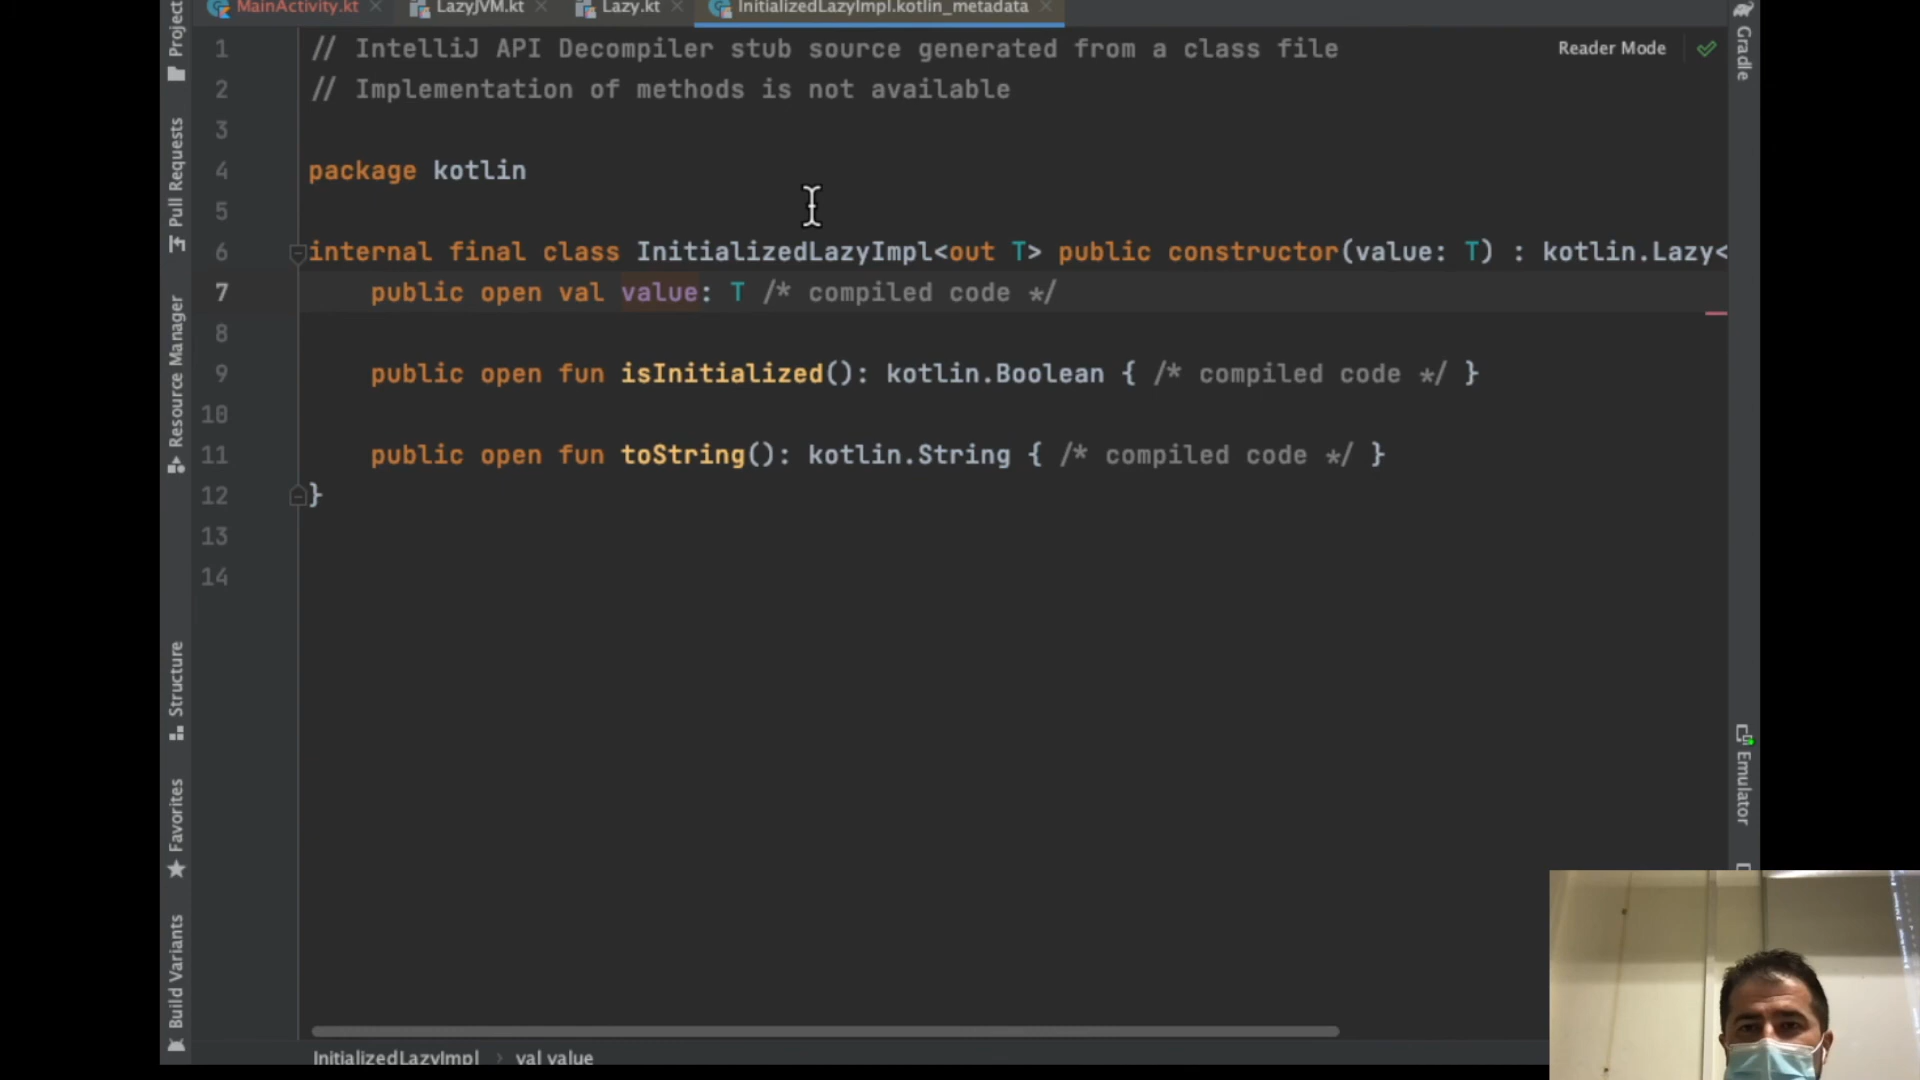 MainActivity.kt
LazyJVM.kt
Lazy.kt
InitializedLazyImpl.kotlin_metadata
Reader Mode
1 // IntelliJ API Decompiler stub source generated from a class file
2 // Implementation of methods is not available
3
4 package kotlin
5
6 internal final class InitializedLazyImpl<out T> public constructor(value: T) : kotlin.Lazy<
7 public open val value: T /* compiled code */
8
9 public open fun isInitialized(): kotlin.Boolean { /* compiled code */ }
10
11 public open fun toString(): kotlin.String { /* compiled code */ }
12 }
13
14
Project
Pull Requests
Resource Manager
Structure
Favorites
Build Variants
Gradle
Emulator
InitializedLazyImpl › val value